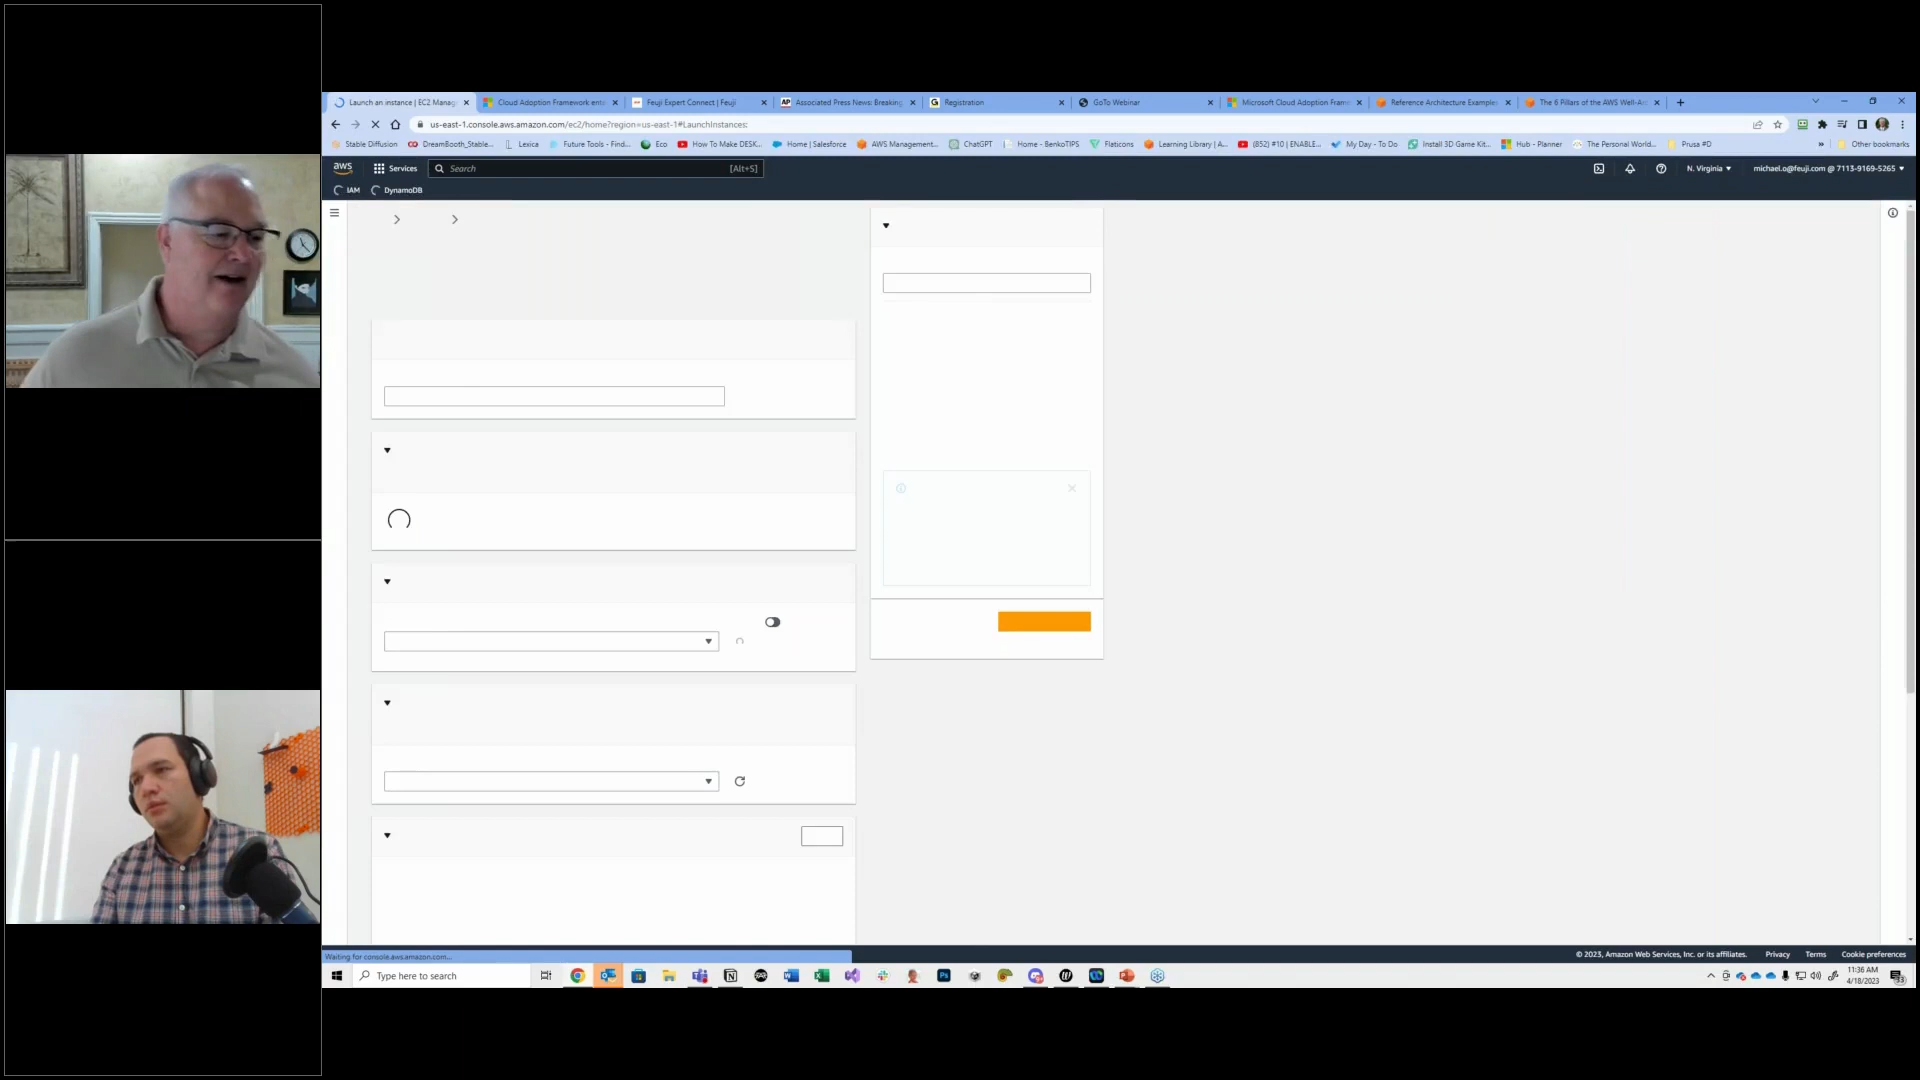 Launch an instance | EC2 Manag
Cloud Adoption Framework ente
Feuji Expert Connect | Feuji
AP Associated Press News: Breaking
G Registration
GoTo Webinar
Microsoft Cloud Adoption Fram
Reference Architecture Example
The 6 Pillars of the AWS Well-Ar
us-east-1.console.aws.amazon.com/ec2/home?region=us-east-1#LaunchInstances:
Stable Diffusion
DreamBooth_Stable...
Lexica
Future Tools - Find...
Eco
How To Make DESK...
Home | Salesforce
AWS Management...
ChatGPT
Home - BenkoTIPS
Flaticons
Learning Library | A...
(852) #10 | ENABLE...
My Day - To Do
Install 3D Game Kit...
Hub - Planner
The Personal World...
Prusa #D
»
Other bookmarks
aws
Services
Search
[Alt+S]
N. Virginia
michael.o@feuji.com @ 7113-9169-5265
IAM
DynamoDB
Waiting for console.aws.amazon.com...
© 2023, Amazon Web Services, Inc. or its affiliates.
Privacy
Terms
Cookie preferences
Type here to search
11:36 AM
4/18/2023